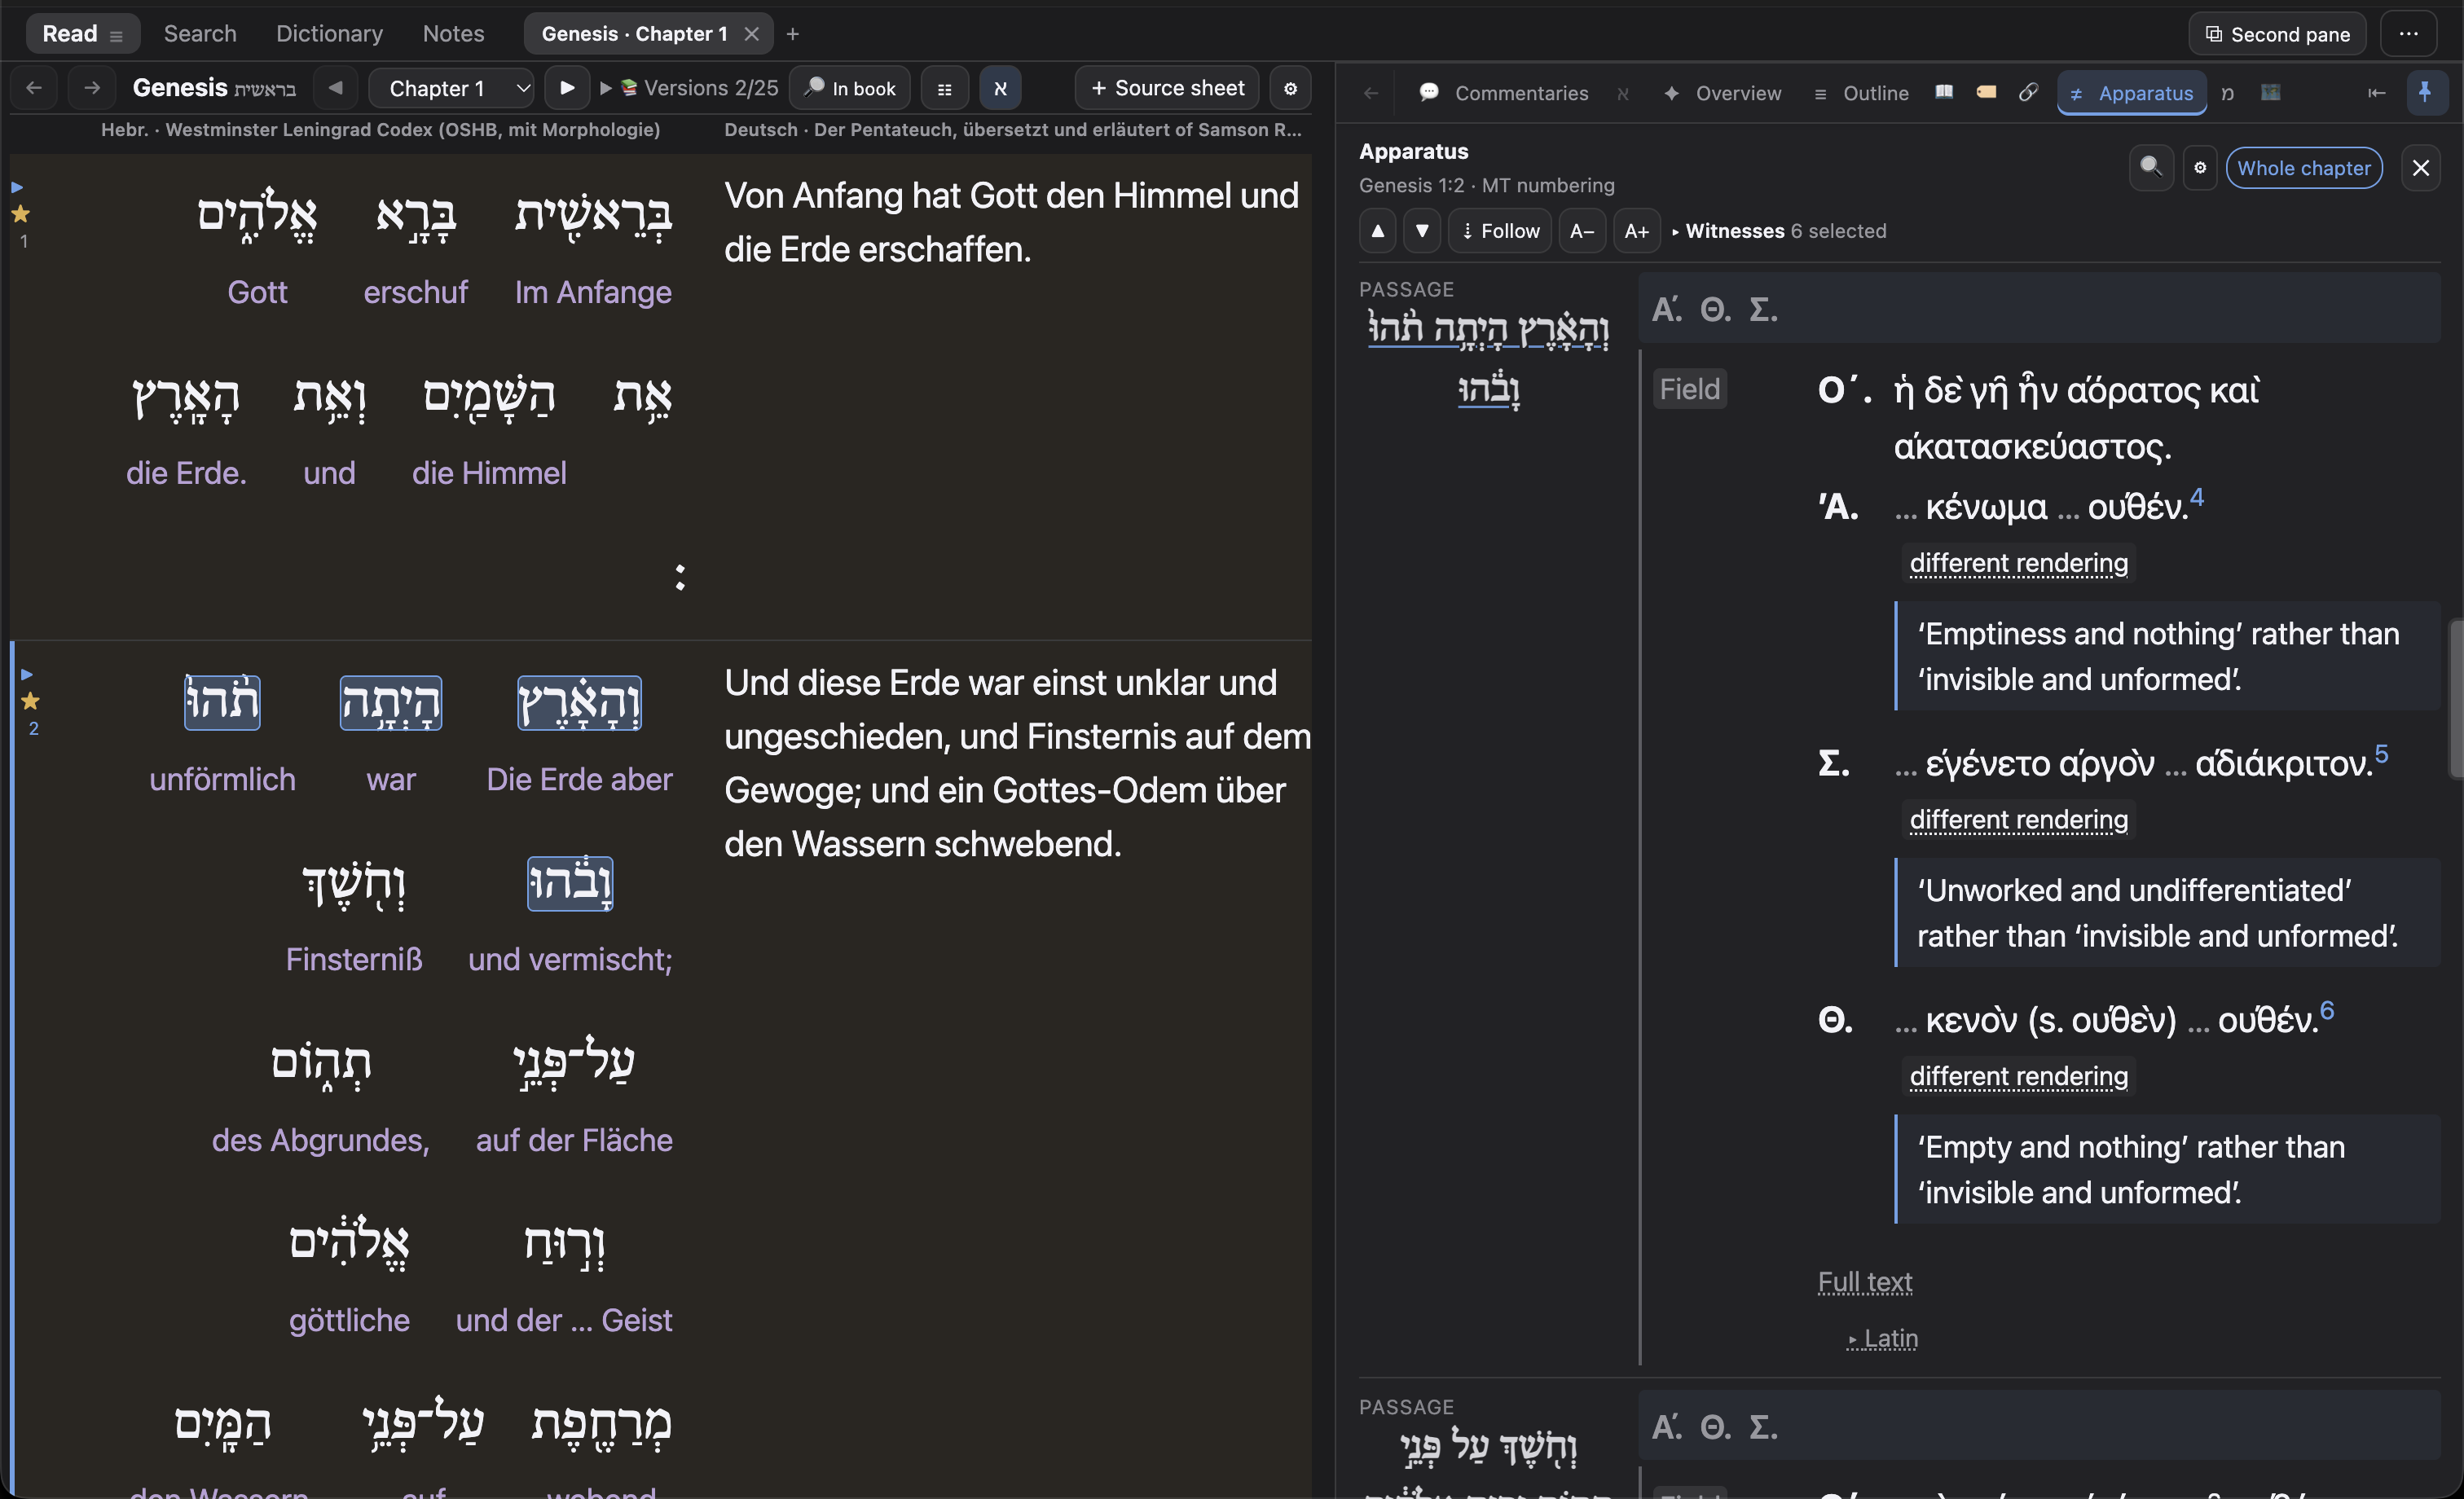 Read Search Dictionary Notes Genesis · Chapter 1 Second pane
Genesis בראשית Chapter 1 Versions 2/25 In book א + Source sheet
Hebr. · Westminster Leningrad Codex (OSHB, mit Morphologie)
Deutsch · Der Pentateuch, übersetzt und erläutert of Samson R...
1
בְּרֵאשִׁ֖ית בָּרָ֣א אֱלֹהִ֑ים
Im Anfange erschuf Gott
אֵ֥ת הַשָּׁמַ֖יִם וְאֵ֥ת הָאָֽרֶץ
die Himmel und die Erde.
:
Von Anfang hat Gott den Himmel und
die Erde erschaffen.
2
וְהָאָ֗רֶץ הָיְתָ֥ה תֹ֙הוּ֙
Die Erde aber war unförmlich
וָבֹ֔הוּ וְחֹ֖שֶׁךְ
und vermischt; Finsterniß
עַל־פְּנֵ֣י תְה֑וֹם
auf der Fläche des Abgrundes,
וְר֣וּחַ אֱלֹהִ֔ים
und der ... Geist göttliche
מְרַחֶ֖פֶת עַל־פְּנֵ֥י הַמָּֽיִם
Und diese Erde war einst unklar und
ungeschieden, und Finsternis auf dem
Gewoge; und ein Gottes-Odem über
den Wassern schwebend.
Commentaries א Overview Outline ≠ Apparatus מ
Apparatus
Genesis 1:2 · MT numbering
Whole chapter
Follow A− A+ Witnesses 6 selected
PASSAGE
וְהָאָ֗רֶץ הָיְתָ֥ה תֹ֙הוּ֙
וָבֹ֔הוּ
Α΄. Θ. Σ.
Field
Ο΄. ἡ δὲ γῆ ἦν ἀόρατος καὶ
ἀκατασκεύαστος.
Ἀ. ... κένωμα ... οὐθέν.4
different rendering
‘Emptiness and nothing’ rather than
‘invisible and unformed’.
Σ. ... ἐγένετο ἀργὸν ... ἀδιάκριτον.5
different rendering
‘Unworked and undifferentiated’
rather than ‘invisible and unformed’.
Θ. ... κενὸν (s. οὐθὲν) ... οὐθέν.6
different rendering
‘Empty and nothing’ rather than
‘invisible and unformed’.
Full text
Latin
PASSAGE
וְחֹ֖שֶׁךְ עַל פְּנֵ֣י
Α΄. Θ. Σ.